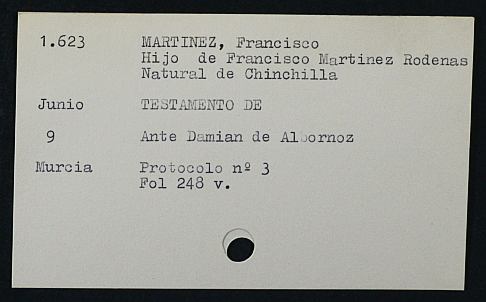 1.623 MARTINEZ, Francisco
Hijo de Francisco Martinez Rodenas
Natural de Chinchilla
Junio TESTAMENTO DE
9 Ante Damian de Albornoz
Murcia Protocolo nº 3
Fol 248 v.